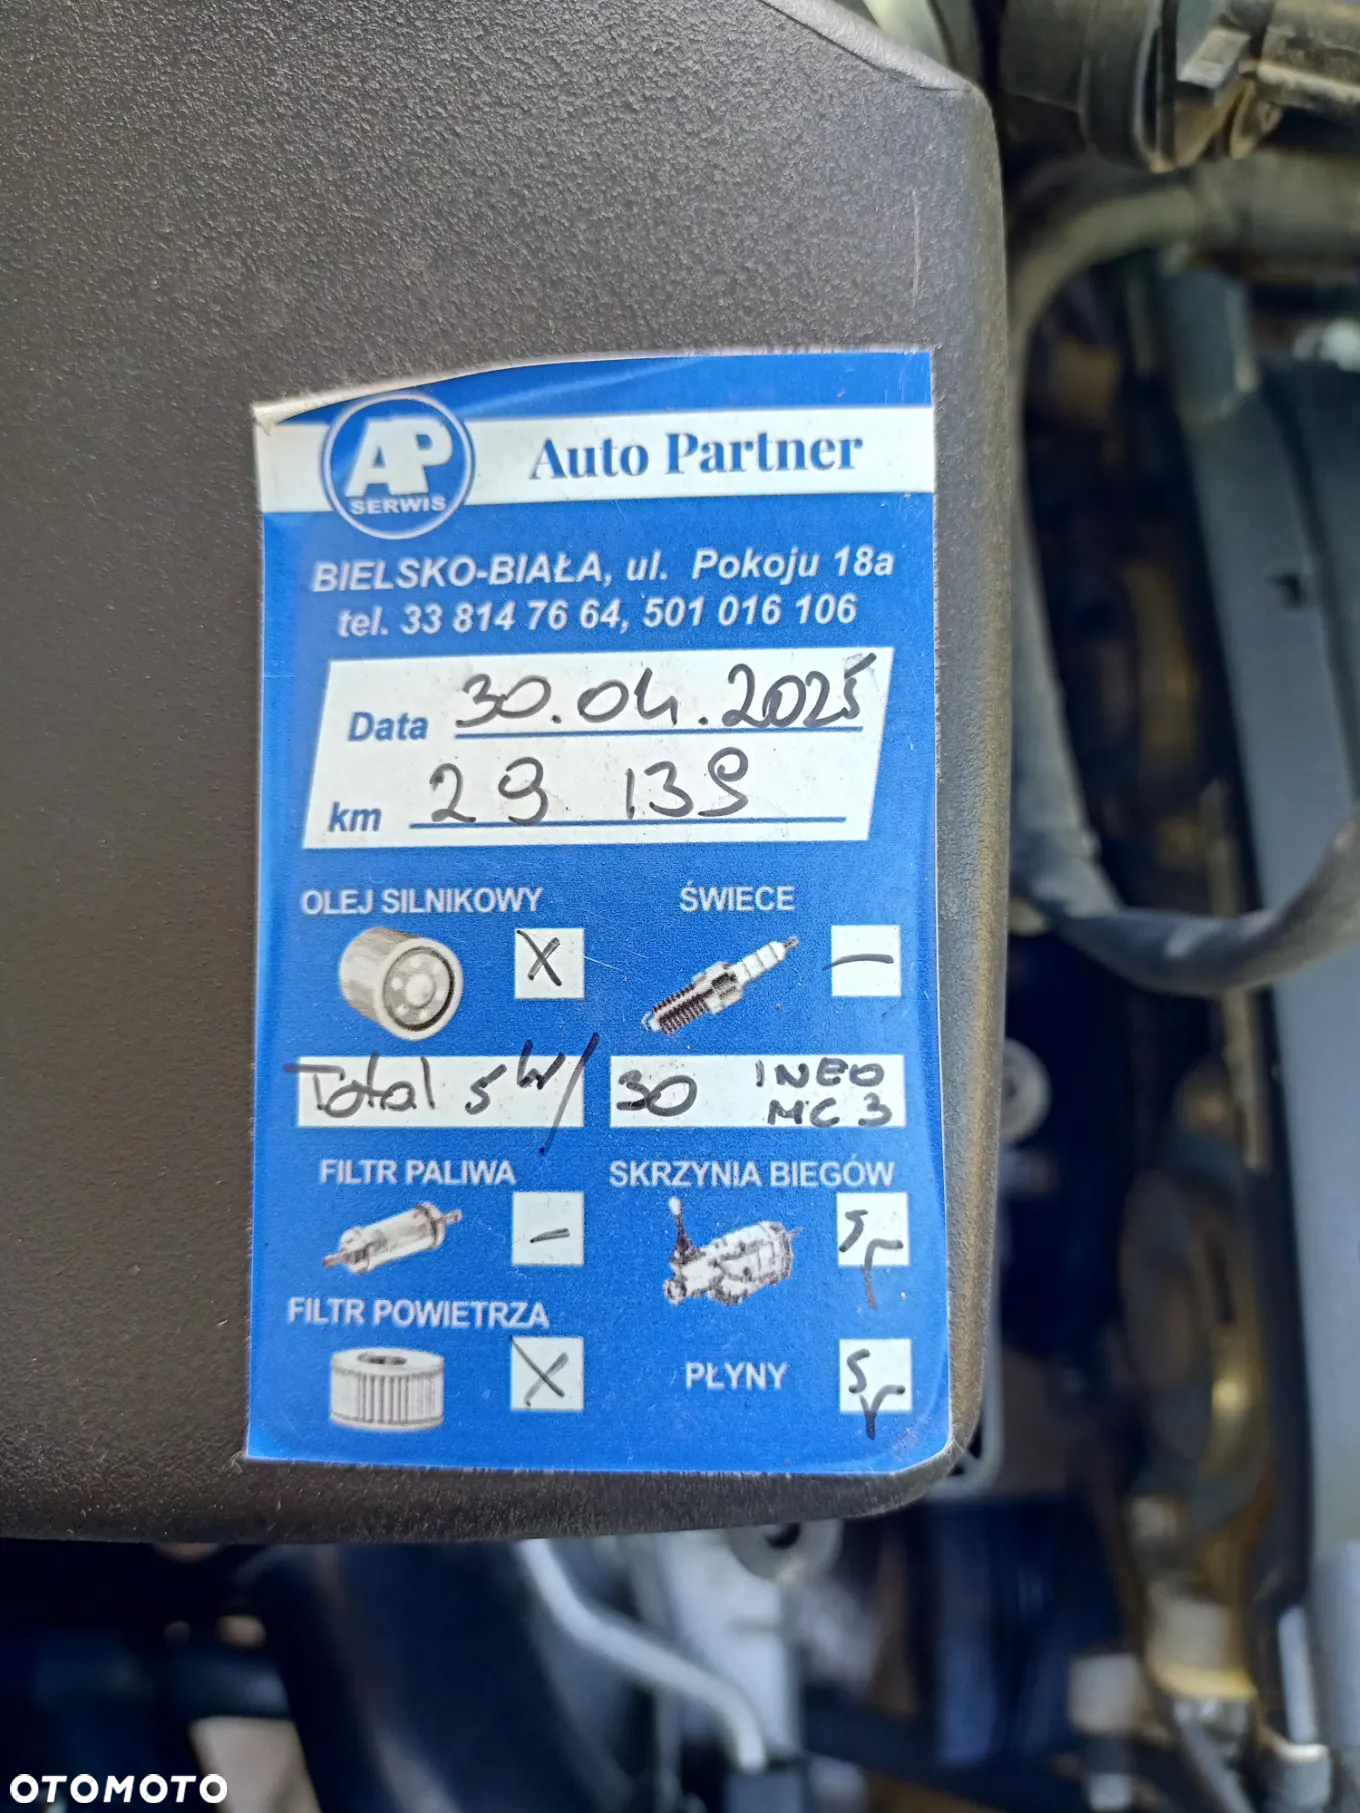 AP
SERWIS
Auto Partner
BIELSKO-BIAŁA, ul. Pokoju 18a
tel. 33 814 76 64, 501 016 106
Data 30.04.2025
km 29 139
OLEJ SILNIKOWY X
ŚWIECE –
Total 5W/30 INEO
MC3
FILTR PALIWA –
SKRZYNIA BIEGÓW
FILTR POWIETRZA X
PŁYNY
OTOMOTO